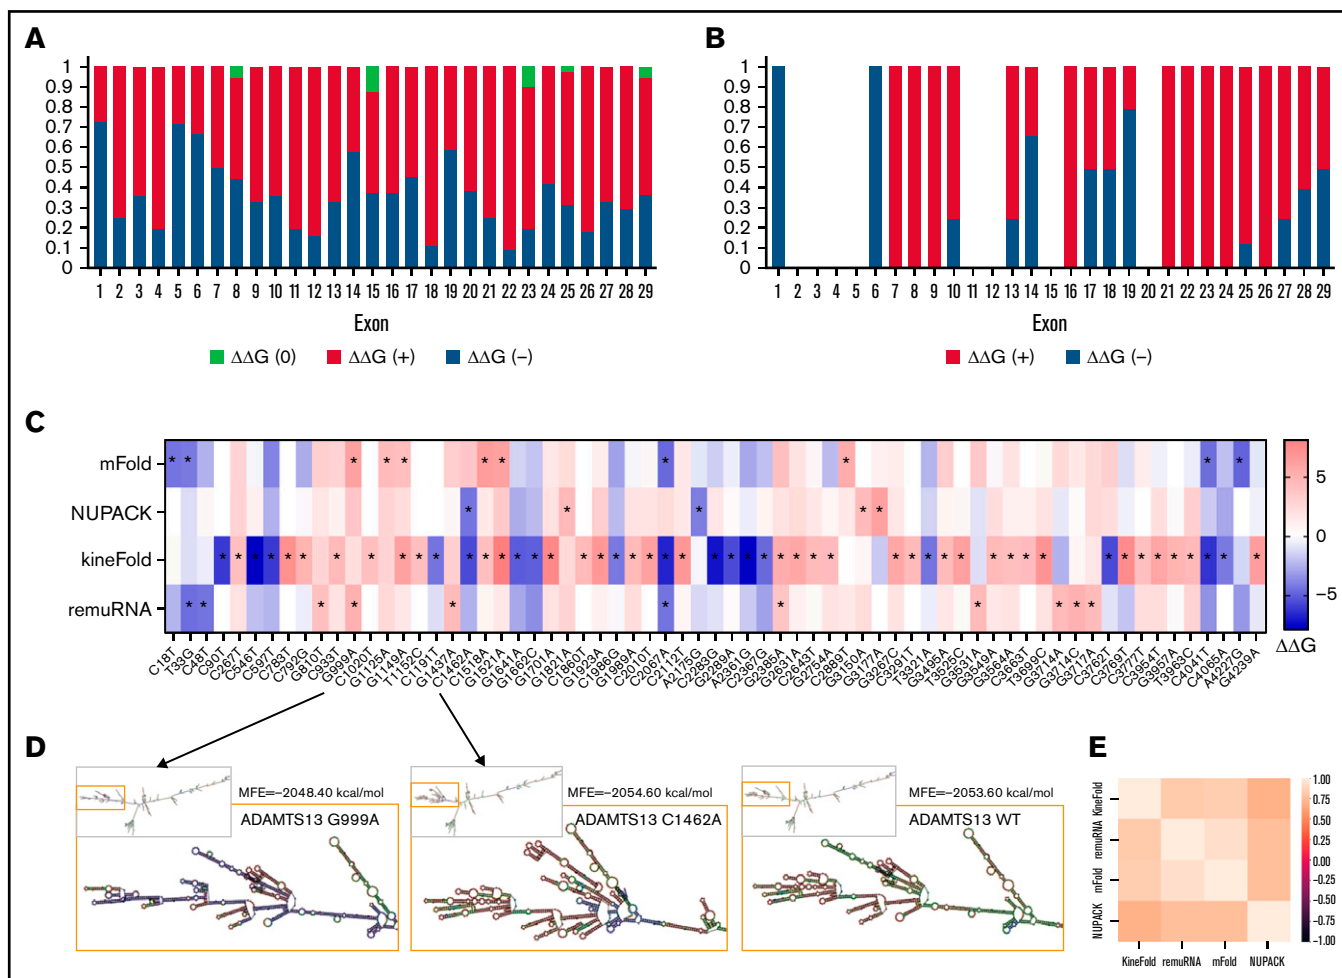 A
1
0.9
0.8
0.7
0.6
0.5
0.4
0.3
0.2
0.1
0
1 2 3 4 5 6 7 8 9 10 11 12 13 14 15 16 17 18 19 20 21 22 23 24 25 26 27 28 29
Exon
ΔΔG (0) ΔΔG (+) ΔΔG (−)
B
1
0.9
0.8
0.7
0.6
0.5
0.4
0.3
0.2
0.1
0
1 2 3 4 5 6 7 8 9 10 11 12 13 14 15 16 17 18 19 20 21 22 23 24 25 26 27 28 29
Exon
ΔΔG (+) ΔΔG (−)
C
mFold * * * * * * * * * * *
NUPACK * * * * *
kineFold * * * * * * * * * * * * * * * * * * * * * * * * * * * * * * * * * * * * * * * * * * * * * * * *
remuRNA * * * * * * * * * * *
C18T T33G C48T C90T C267T C546T C597T C783T C792G G810T C933T G999A C1020T G1125A G1149A T1152C C1191T G1437A C1462A C1518A G1521A G1641A G1662C G1701A G1821A C1860T G1923A C1986G G1989A C2010T C2067A C2112T A2175G C2283G G2289A A2361G C2367G G2385A G2631A G2754A C2889T G3150A G3177A G3267C C3291T T3321A G3495A T3525C G3531A G3549A G3564A T3699C G3714A G3714C G3717A C3762T C3769T C3777T C3954T G3957A T3963C C4041T C4065A A4227G G4239A
5
0
−5
ΔΔG
D
MFE=−2048.40 kcal/mol
ADAMTS13 G999A
MFE=−2054.60 kcal/mol
ADAMTS13 C1462A
MFE=−2053.60 kcal/mol
ADAMTS13 WT
E
KineFold
remuRNA
mFold
NUPACK
KineFold remuRNA mFold NUPACK
1.00
0.75
0.50
0.25
0.00
−0.25
−0.50
−0.75
−1.00